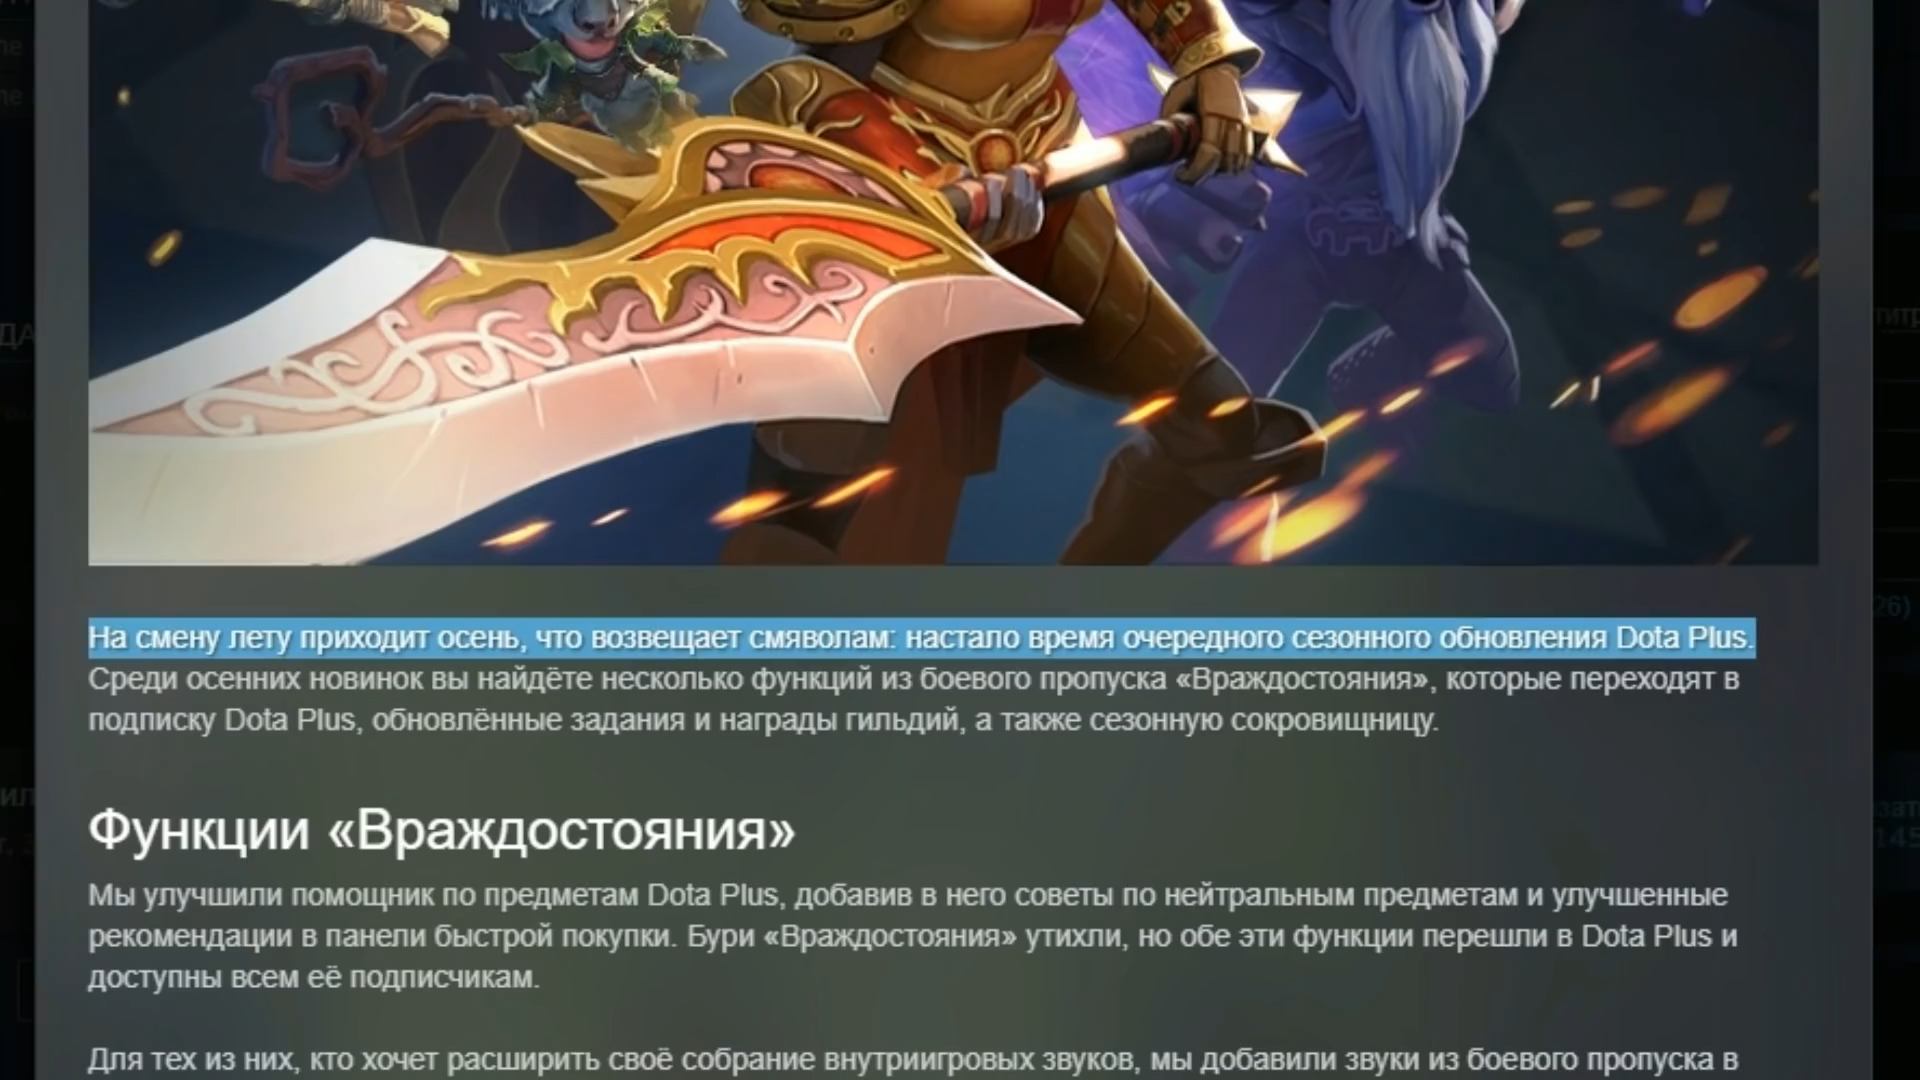 На смену лету приходит осень, что возвещает смяволам: настало время очередного сезонного обновления Dota Plus.
Среди осенних новинок вы найдёте несколько функций из боевого пропуска «Враждостояния», которые переходят в
подписку Dota Plus, обновлённые задания и награды гильдий, а также сезонную сокровищницу.
Функции «Враждостояния»
Мы улучшили помощник по предметам Dota Plus, добавив в него советы по нейтральным предметам и улучшенные
рекомендации в панели быстрой покупки. Бури «Враждостояния» утихли, но обе эти функции перешли в Dota Plus и
доступны всем её подписчикам.
Для тех из них, кто хочет расширить своё собрание внутриигровых звуков, мы добавили звуки из боевого пропуска в